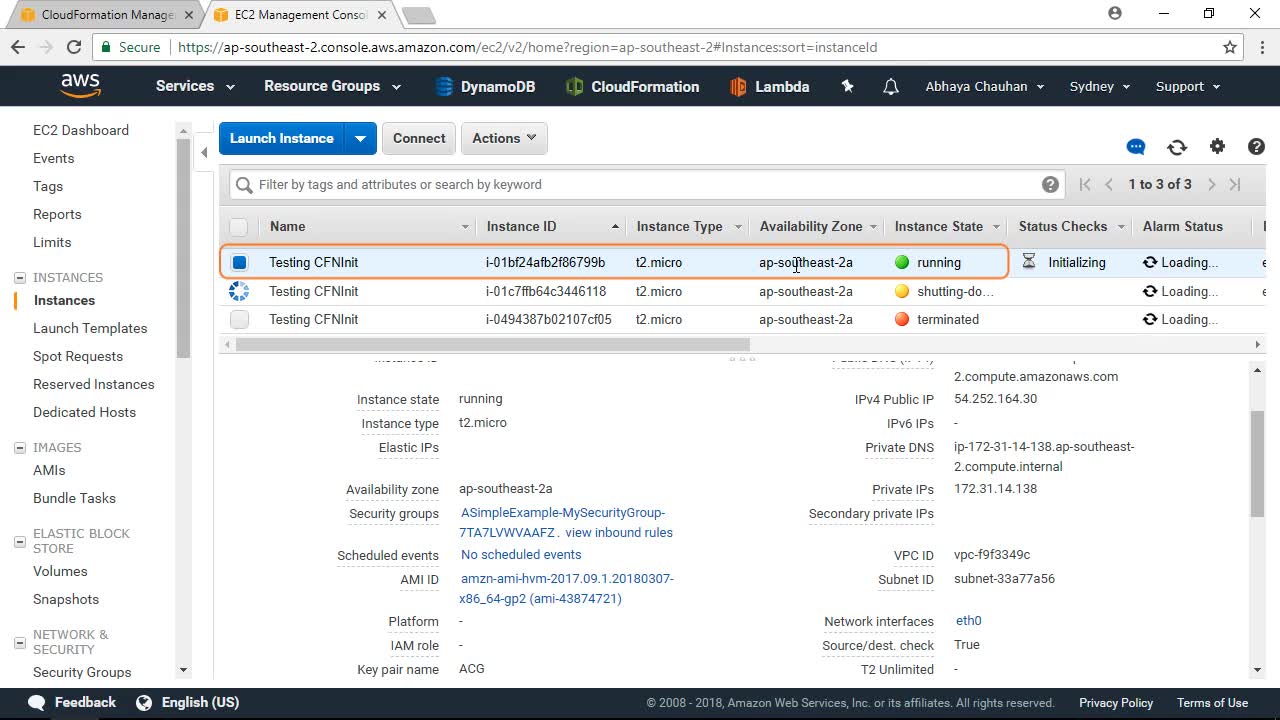 CloudFormation Manage
EC2 Management Consol
Secure
https://ap-southeast-2.console.aws.amazon.com/ec2/v2/home?region=ap-southeast-2#Instances:sort=instanceId
aws
Services
Resource Groups
DynamoDB
CloudFormation
Lambda
Abhaya Chauhan
Sydney
Support
EC2 Dashboard
Events
Tags
Reports
Limits
INSTANCES
Instances
Launch Templates
Spot Requests
Reserved Instances
Dedicated Hosts
IMAGES
AMIs
Bundle Tasks
ELASTIC BLOCK
STORE
Volumes
Snapshots
NETWORK &
SECURITY
Security Groups
Launch Instance
Connect
Actions
Filter by tags and attributes or search by keyword
1 to 3 of 3
Name Instance ID Instance Type Availability Zone Instance State Status Checks Alarm Status
Testing CFNInit i-01bf24afb2f86799b t2.micro ap-southeast-2a running Initializing Loading...
Testing CFNInit i-01c7ffb64c3446118 t2.micro ap-southeast-2a shutting-do... Loading...
Testing CFNInit i-0494387b02107cf05 t2.micro ap-southeast-2a terminated Loading...
2.compute.amazonaws.com
Instance state running
IPv4 Public IP 54.252.164.30
Instance type t2.micro
IPv6 IPs -
Elastic IPs
Private DNS ip-172-31-14-138.ap-southeast-
2.compute.internal
Availability zone ap-southeast-2a
Private IPs 172.31.14.138
Security groups ASimpleExample-MySecurityGroup-
7TA7LVWVAAFZ . view inbound rules
Secondary private IPs
Scheduled events No scheduled events
VPC ID vpc-f9f3349c
AMI ID amzn-ami-hvm-2017.09.1.20180307-
x86_64-gp2 (ami-43874721)
Subnet ID subnet-33a77a56
Platform -
Network interfaces eth0
IAM role -
Source/dest. check True
Key pair name ACG
T2 Unlimited -
Feedback
English (US)
© 2008 - 2018, Amazon Web Services, Inc. or its affiliates. All rights reserved.
Privacy Policy
Terms of Use